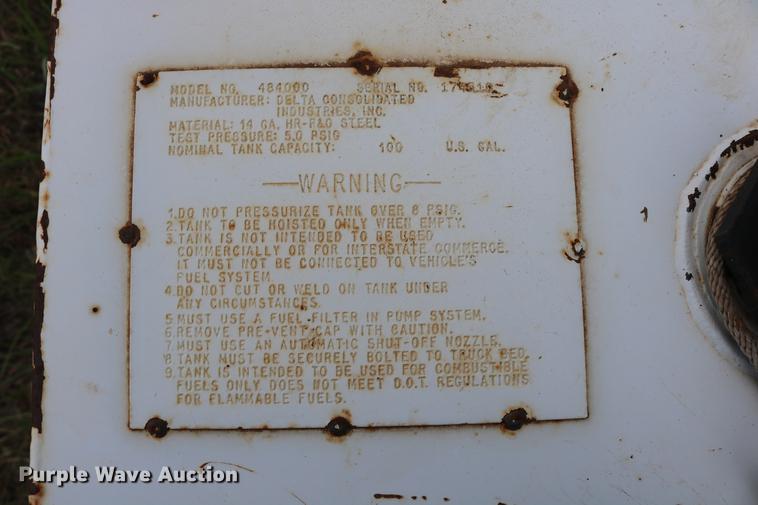 MODEL NO. 484000 SERIAL NO.
MANUFACTURER: DELTA CONSOLIDATED
INDUSTRIES, INC.
MATERIAL: 14 GA. HR-P&O STEEL
TEST PRESSURE: 5.0 PSIG
NOMINAL TANK CAPACITY: 100 U.S. GAL.
WARNING
1. DO NOT PRESSURIZE TANK OVER PSIG.
2. TANK TO BE HOISTED ONLY WHEN EMPTY.
3. TANK IS NOT INTENDED TO BE USED
COMMERCIALLY OR FOR INTERSTATE COMMERCE.
IT MUST NOT BE CONNECTED TO VEHICLE'S
FUEL SYSTEM
4. DO NOT CUT OR WELD ON TANK UNDER
ANY CIRCUMSTANCES.
5. MUST USE A FUEL FILTER IN PUMP SYSTEM.
6. REMOVE PRE-VENT CAP WITH CAUTION.
7. MUST USE AN AUTOMATIC SHUT-OFF NOZZLE.
8. TANK MUST BE SECURELY BOLTED TO TRUCK BED.
9. TANK IS INTENDED TO BE USED FOR COMBUSTIBLE
FUELS ONLY DOES NOT MEET D.O.T. REGULATIONS
FOR FLAMMABLE FUELS.
Purple Wave Auction